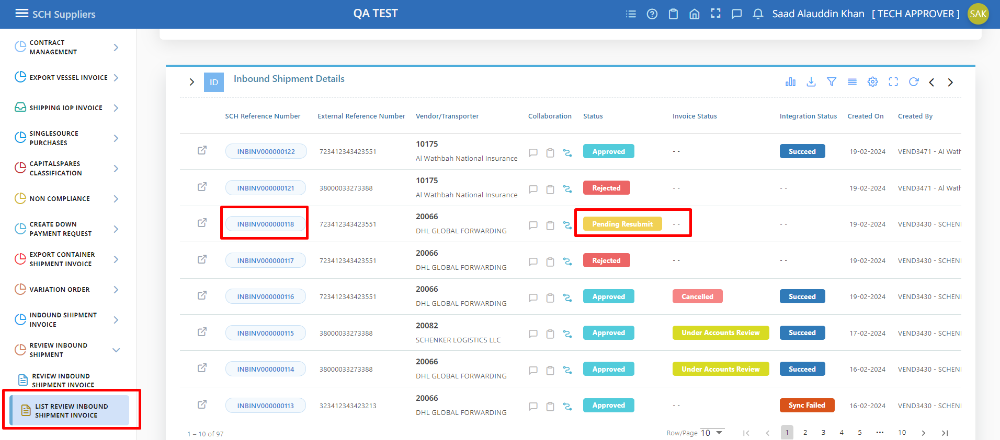 SCH Suppliers
QA TEST
Saad Alauddin Khan [ TECH APPROVER ]
SAK
CONTRACT
MANAGEMENT
EXPORT VESSEL INVOICE
SHIPPING IOP INVOICE
SINGLESOURCE
PURCHASES
CAPITALSPARES
CLASSIFICATION
NON COMPLIANCE
CREATE DOWN
PAYMENT REQUEST
EXPORT CONTAINER
SHIPMENT INVOICE
VARIATION ORDER
INBOUND SHIPMENT
INVOICE
REVIEW INBOUND
SHIPMENT
REVIEW INBOUND
SHIPMENT INVOICE
LIST REVIEW INBOUND
SHIPMENT INVOICE
ID
Inbound Shipment Details
SCH Reference Number External Reference Number Vendor/Transporter Collaboration Status Invoice Status Integration Status Created On Created By
INBINV000000122 723412343423551 10175 Al Wathbah National Insurance Approved - - Succeed 19-02-2024 VEND3471 - Al Wath
INBINV000000121 38000033273388 10175 Al Wathbah National Insurance Rejected - - - - 19-02-2024 VEND3471 - Al Wath
INBINV000000118 723412343423551 20066 DHL GLOBAL FORWARDING Pending Resubmit - - - - 19-02-2024 VEND3430 - SCHEN
INBINV000000117 723412343423551 20066 DHL GLOBAL FORWARDING Rejected - - - - 19-02-2024 VEND3430 - SCHEN
INBINV000000116 723412343423551 20066 DHL GLOBAL FORWARDING Approved Cancelled Succeed 19-02-2024 VEND3430 - SCHEN
INBINV000000115 38000033273388 20082 SCHENKER LOGISTICS LLC Approved Under Accounts Review Succeed 17-02-2024 VEND3430 - SCHEN
INBINV000000114 38000033273388 20066 DHL GLOBAL FORWARDING Approved Under Accounts Review Succeed 16-02-2024 VEND3430 - SCHEN
INBINV000000113 323412343423213 20066 DHL GLOBAL FORWARDING Approved - - Sync Failed 16-02-2024 VEND3430 - SCHEN
1 – 10 of 97
Row/Page 10
1 2 3 4 5 ••• 10